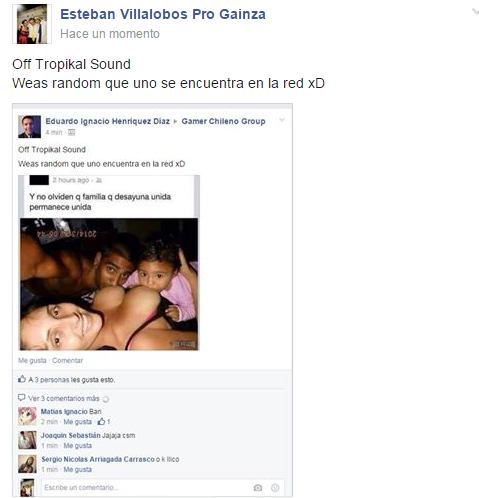 Esteban Villalobos Pro Gainza
Hace un momento
Off Tropikal Sound
Weas random que uno se encuentra en la red xD
Eduardo Ignacio Henríquez Díaz ▸ Gamer Chileno Group
4 min ·
Off Tropikal Sound
Weas random que uno encuentra en la red xD
2 hours ago ·
Y no olviden q familia q desayuna unida
permanece unida
Me gusta · Comentar
A 3 personas les gusta esto.
Ver 3 comentarios más
Matias Ignacio Ban
2 min · Me gusta · 1
Joaquin Sebastián Jajaja csm
1 min · Me gusta
Sergio Nicolas Arriagada Carrasco o k llico
1 min · Me gusta
Escribe un comentario...